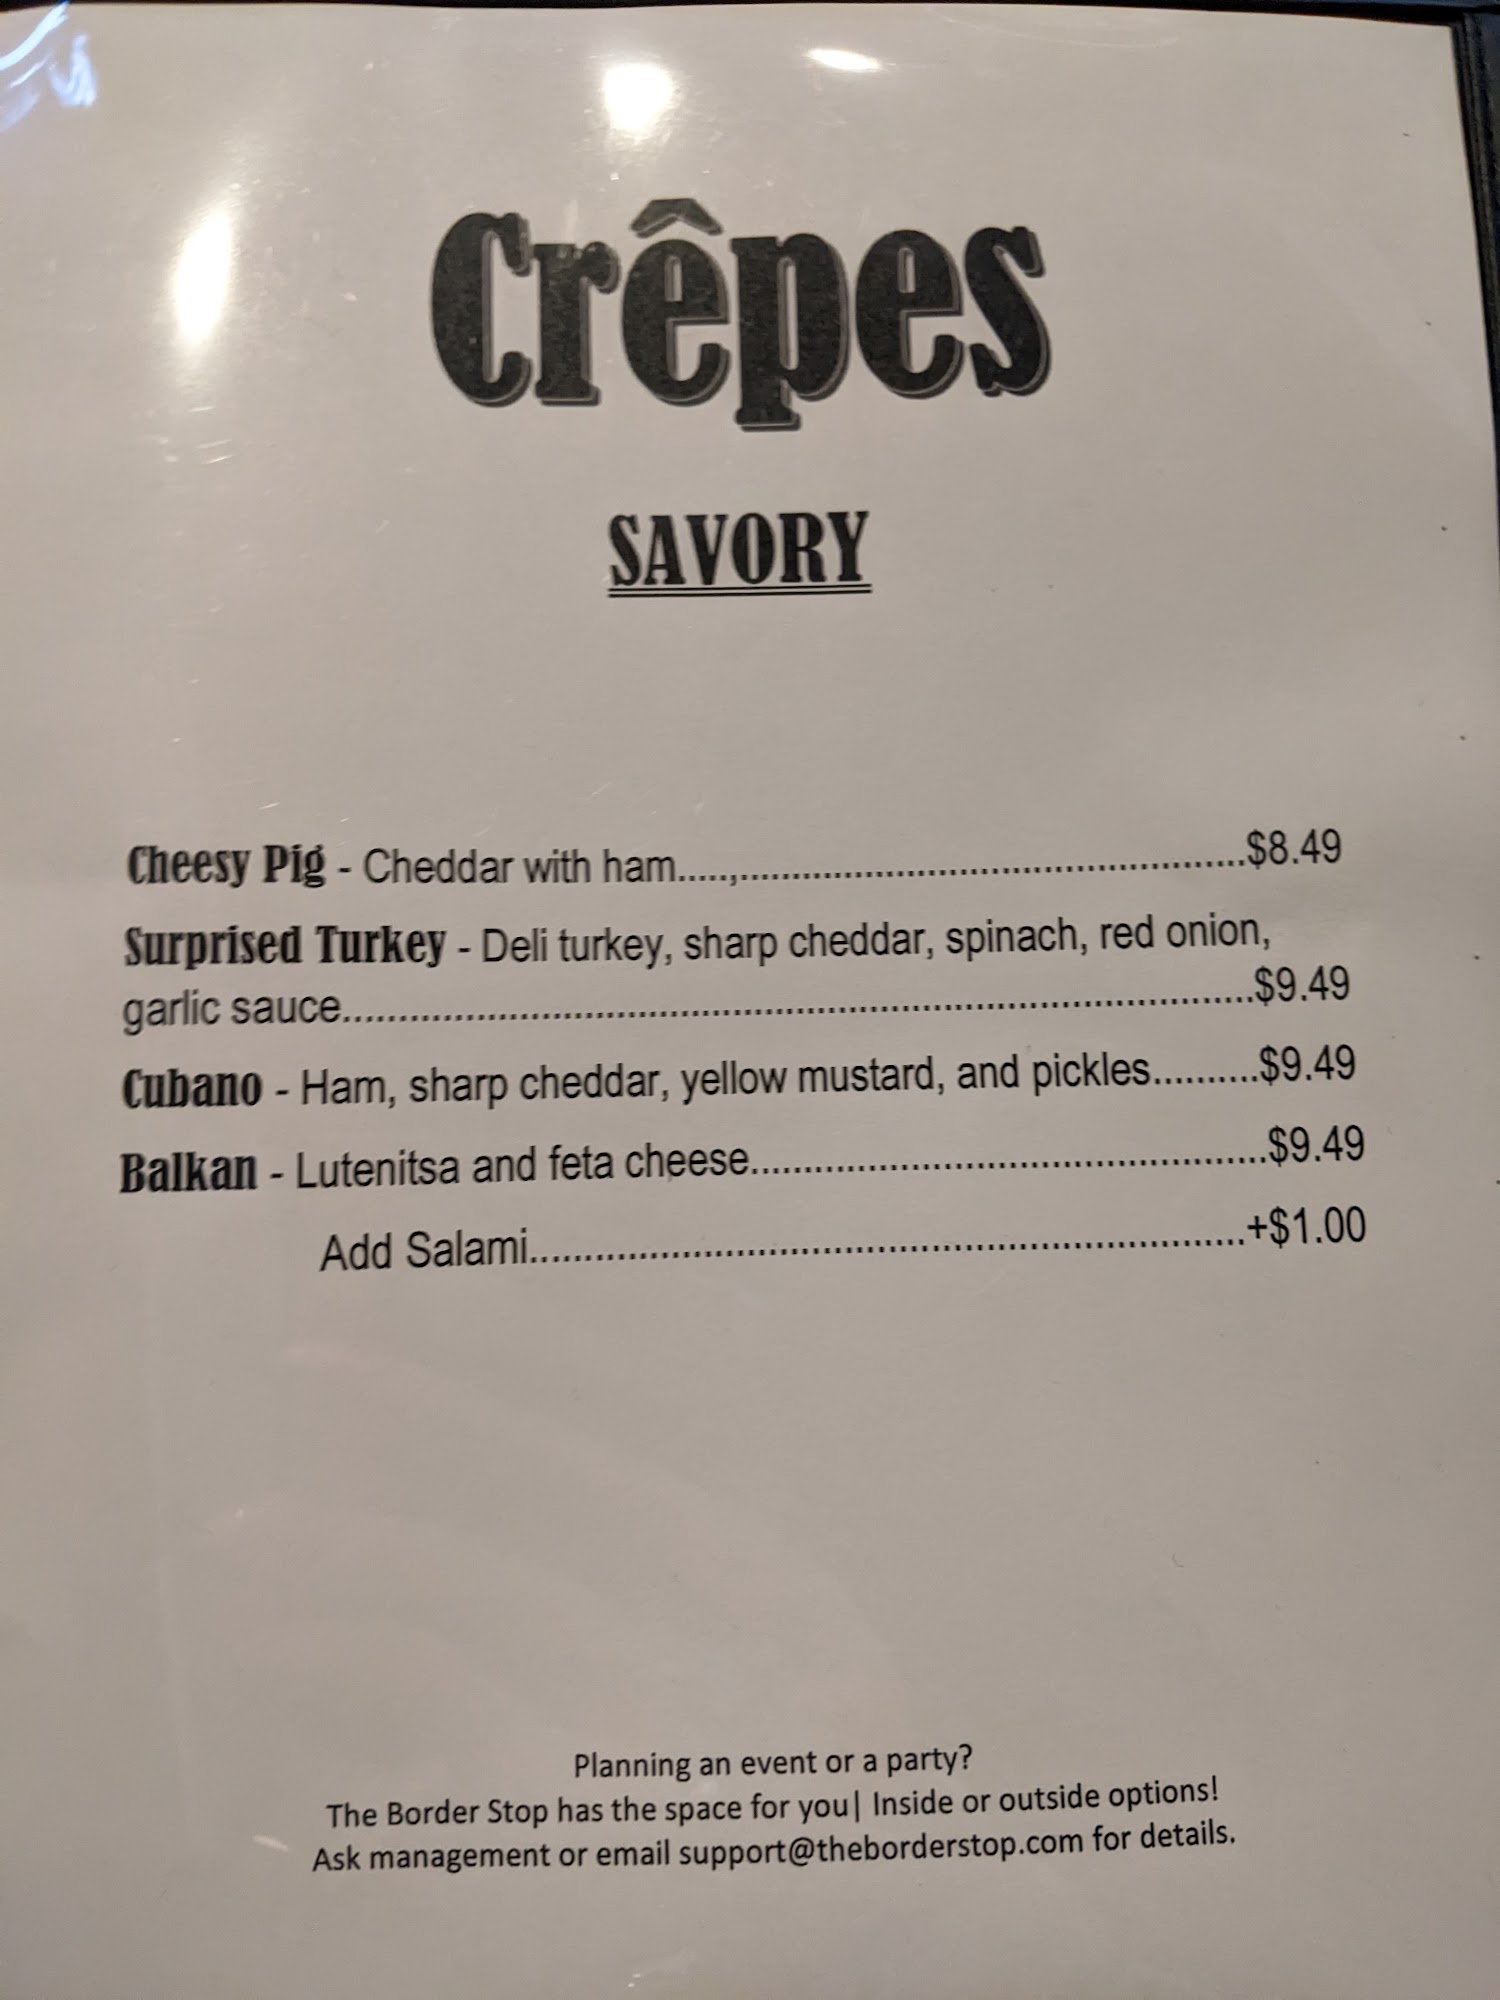 Crêpes
SAVORY
Cheesy Pig - Cheddar with ham.....,................................................$8.49
Surprised Turkey - Deli turkey, sharp cheddar, spinach, red onion,
garlic sauce....................................................................................$9.49
Cubano - Ham, sharp cheddar, yellow mustard, and pickles..........$9.49
Balkan - Lutenitsa and feta cheese................................................$9.49
Add Salami..................................................................+$1.00
Planning an event or a party?
The Border Stop has the space for you| Inside or outside options!
Ask management or email support@theborderstop.com for details.